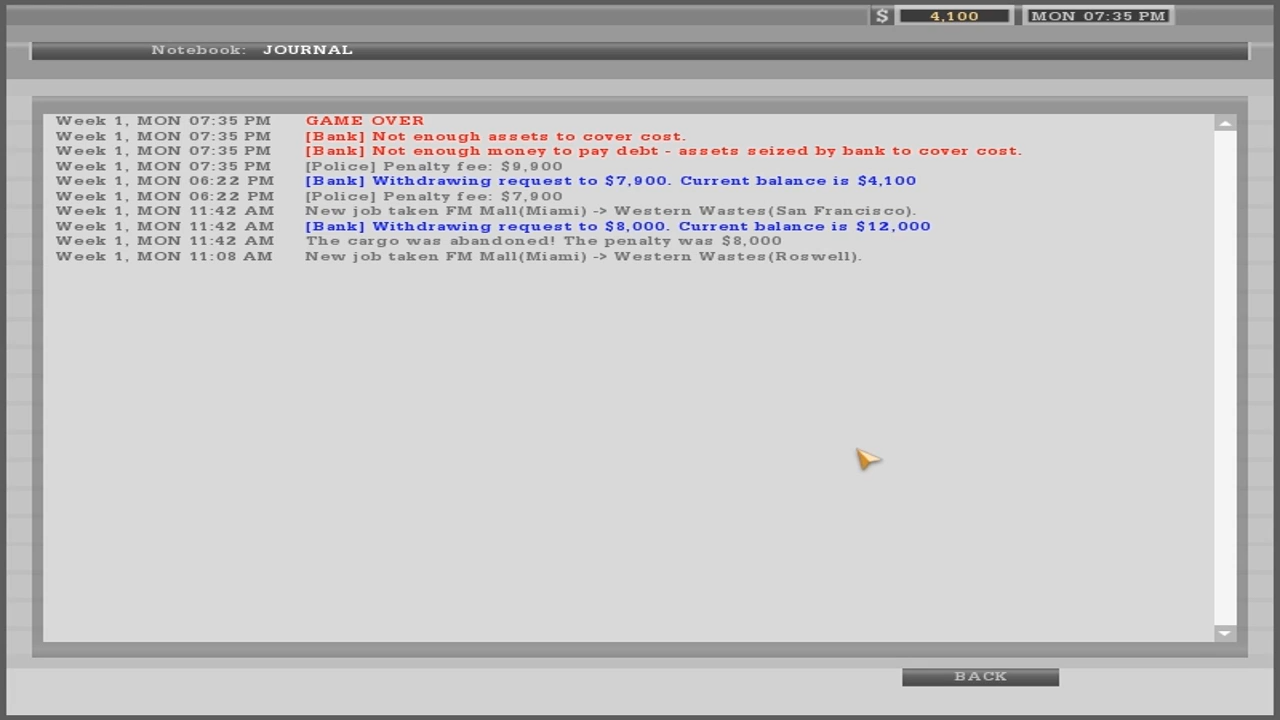 $ 4,100 MON 07:35 PM
Notebook: JOURNAL
Week 1, MON 07:35 PM GAME OVER
Week 1, MON 07:35 PM [Bank] Not enough assets to cover cost.
Week 1, MON 07:35 PM [Bank] Not enough money to pay debt - assets seized by bank to cover cost.
Week 1, MON 07:35 PM [Police] Penalty fee: $9,900
Week 1, MON 06:22 PM [Bank] Withdrawing request to $7,900. Current balance is $4,100
Week 1, MON 06:22 PM [Police] Penalty fee: $7,900
Week 1, MON 11:42 AM New job taken FM Mall(Miami) -> Western Wastes(San Francisco).
Week 1, MON 11:42 AM [Bank] Withdrawing request to $8,000. Current balance is $12,000
Week 1, MON 11:42 AM The cargo was abandoned! The penalty was $8,000
Week 1, MON 11:08 AM New job taken FM Mall(Miami) -> Western Wastes(Roswell).
BACK